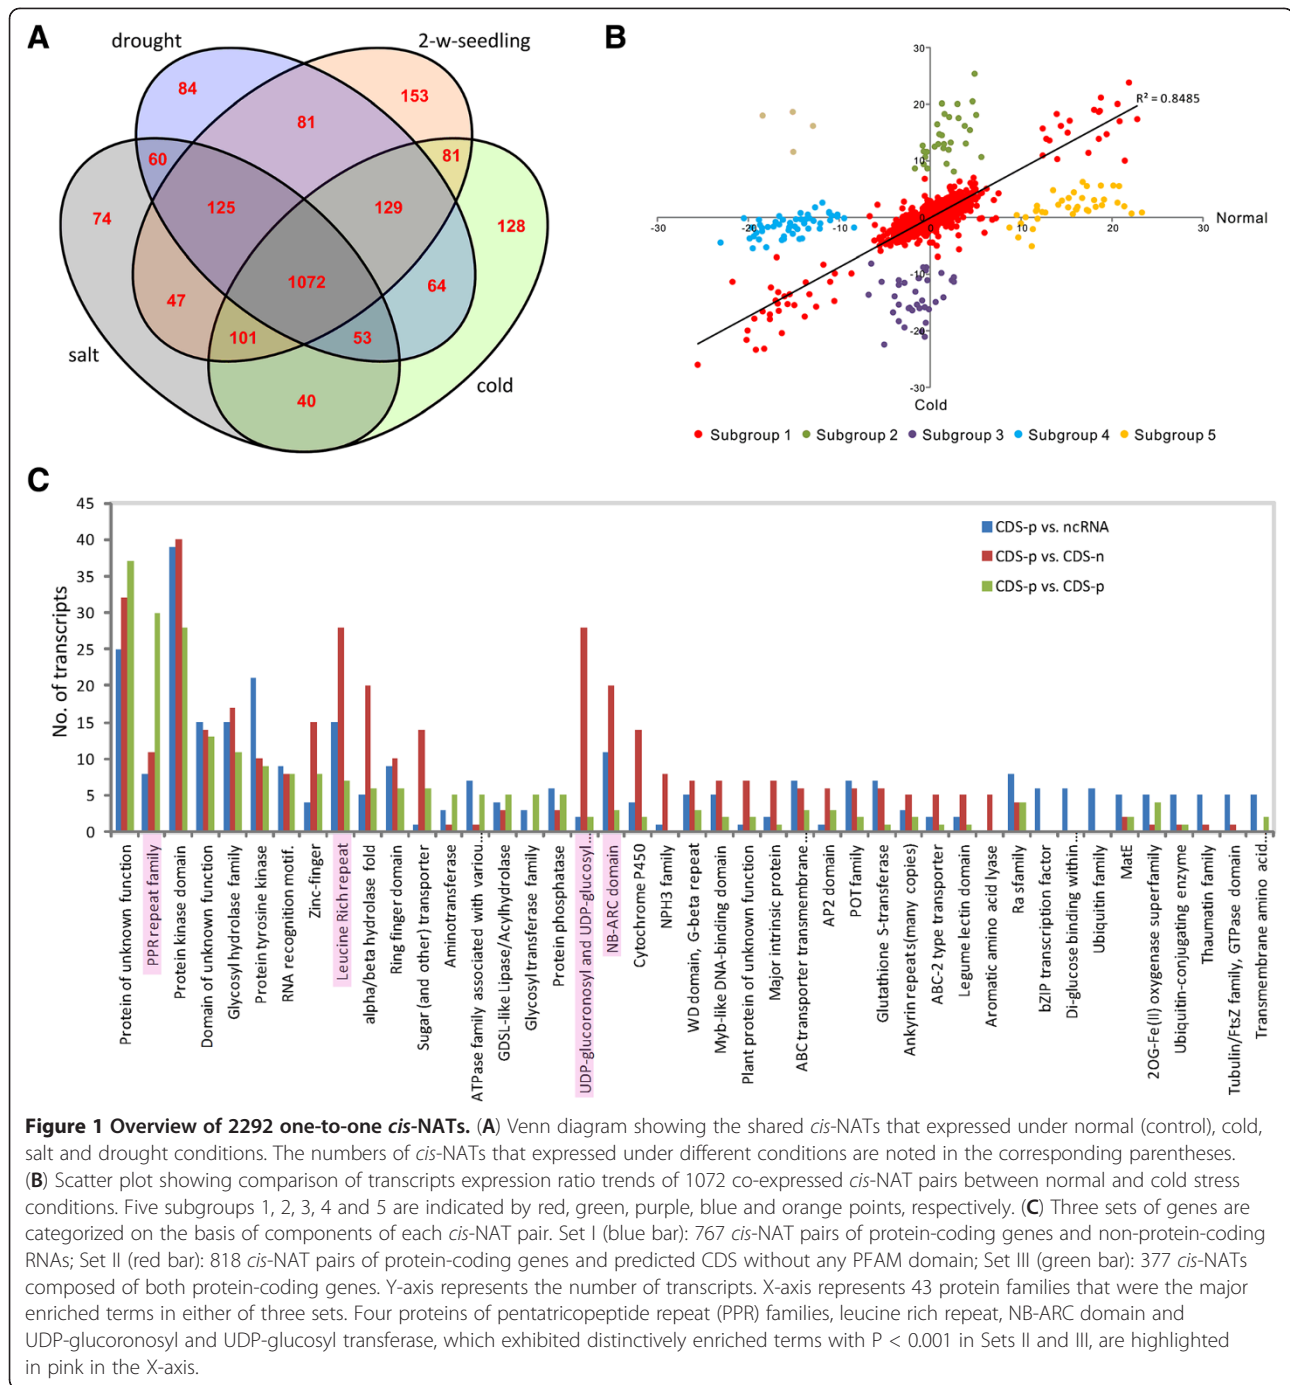 A
drought
2-w-seedling
84
153
81
60
81
74
125
129
128
1072
47
64
101
53
salt
cold
40
B
30
20
10
0
-10
-20
-30
-30
-20
-10
0
10
20
30
R² = 0.8485
Normal
Cold
Subgroup 1
Subgroup 2
Subgroup 3
Subgroup 4
Subgroup 5
C
No. of transcripts
45
40
35
30
25
20
15
10
5
0
CDS-p vs. ncRNA
CDS-p vs. CDS-n
CDS-p vs. CDS-p
Protein of unknown function
PPR repeat family
Protein kinase domain
Domain of unknown function
Glycosyl hydrolase family
Protein tyrosine kinase
RNA recognition motif.
Zinc-finger
Leucine Rich repeat
alpha/beta hydrolase fold
Ring finger domain
Sugar (and other) transporter
Aminotransferase
ATPase family associated with variou...
GDSL-like Lipase/Acylhydrolase
Glycosyl transferase family
Protein phosphatase
UDP-glucoronosyl and UDP-glucosyl...
NB-ARC domain
Cytochrome P450
NPH3 family
WD domain, G-beta repeat
Myb-like DNA-binding domain
Plant protein of unknown function
Major intrinsic protein
ABC transporter transmembrane...
AP2 domain
POT family
Glutathione S-transferase
Ankyrin repeats(many copies)
ABC-2 type transporter
Legume lectin domain
Aromatic amino acid lyase
Ra sfamily
bZIP transcription factor
Di-glucose binding within...
Ubiquitin family
MatE
2OG-Fe(II) oxygenase superfamily
Ubiquitin-conjugating enzyme
Thaumatin family
Tubulin/FtsZ family, GTPase domain
Transmembrane amino acid...
Figure 1 Overview of 2292 one-to-one cis-NATs. (A) Venn diagram showing the shared cis-NATs that expressed under normal (control), cold,
salt and drought conditions. The numbers of cis-NATs that expressed under different conditions are noted in the corresponding parentheses.
(B) Scatter plot showing comparison of transcripts expression ratio trends of 1072 co-expressed cis-NAT pairs between normal and cold stress
conditions. Five subgroups 1, 2, 3, 4 and 5 are indicated by red, green, purple, blue and orange points, respectively. (C) Three sets of genes are
categorized on the basis of components of each cis-NAT pair. Set I (blue bar): 767 cis-NAT pairs of protein-coding genes and non-protein-coding
RNAs; Set II (red bar): 818 cis-NAT pairs of protein-coding genes and predicted CDS without any PFAM domain; Set III (green bar): 377 cis-NATs
composed of both protein-coding genes. Y-axis represents the number of transcripts. X-axis represents 43 protein families that were the major
enriched terms in either of three sets. Four proteins of pentatricopeptide repeat (PPR) families, leucine rich repeat, NB-ARC domain and
UDP-glucoronosyl and UDP-glucosyl transferase, which exhibited distinctively enriched terms with P < 0.001 in Sets II and III, are highlighted
in pink in the X-axis.